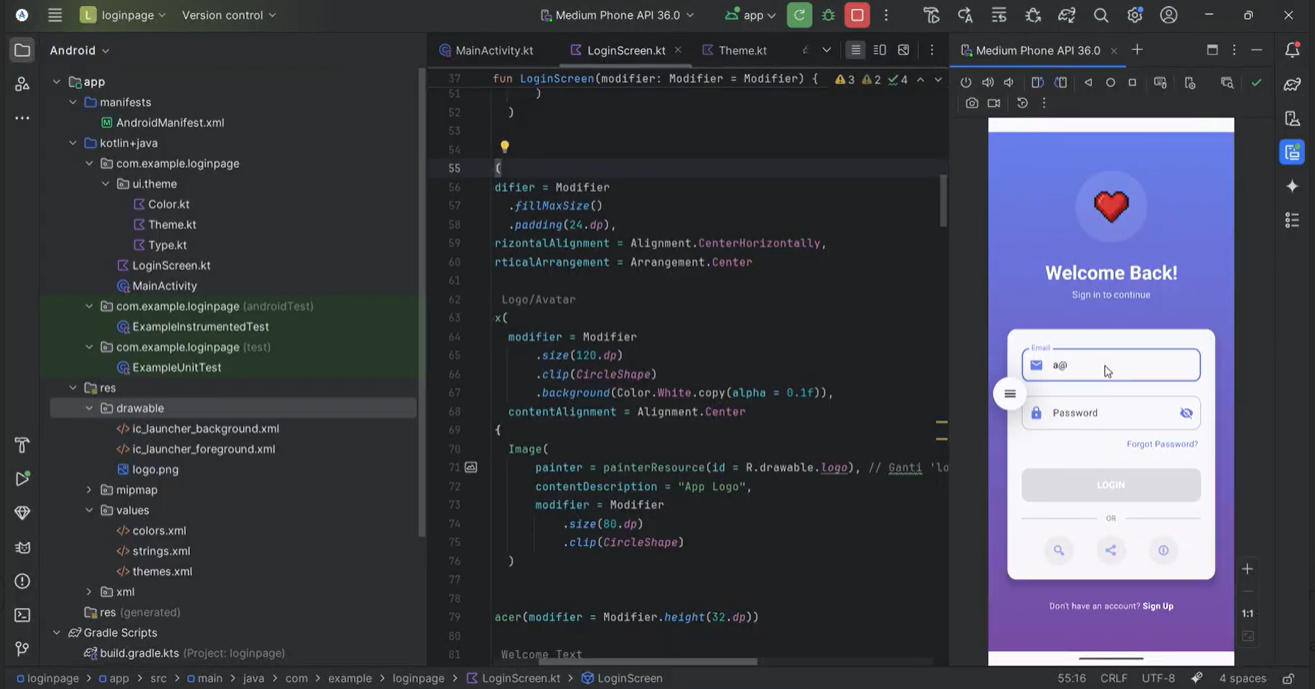 L loginpage
Version control
Medium Phone API 36.0
app
Android
app
manifests
AndroidManifest.xml
kotlin+java
com.example.loginpage
ui.theme
Color.kt
Theme.kt
Type.kt
LoginScreen.kt
MainActivity
com.example.loginpage (androidTest)
ExampleInstrumentedTest
com.example.loginpage (test)
ExampleUnitTest
res
drawable
ic_launcher_background.xml
ic_launcher_foreground.xml
logo.png
mipmap
values
colors.xml
strings.xml
themes.xml
xml
res (generated)
Gradle Scripts
build.gradle.kts (Project: loginpage)
MainActivity.kt
LoginScreen.kt
Theme.kt
37 fun LoginScreen(modifier: Modifier = Modifier) {
3 2 4
51 )
52 )
53
54
55 (
56 difier = Modifier
57 .fillMaxSize()
58 .padding(24.dp),
59 rizontalAlignment = Alignment.CenterHorizontally,
60 rticalArrangement = Arrangement.Center
61
62 Logo/Avatar
63 x(
64 modifier = Modifier
65 .size(120.dp)
66 .clip(CircleShape)
67 .background(Color.White.copy(alpha = 0.1f)),
68 contentAlignment = Alignment.Center
69 {
70 Image(
71 painter = painterResource(id = R.drawable.logo), // Ganti 'lo
72 contentDescription = "App Logo",
73 modifier = Modifier
74 .size(80.dp)
75 .clip(CircleShape)
76 )
77
78
79 acer(modifier = Modifier.height(32.dp))
80
81 Welcome Text
Medium Phone API 36.0
Welcome Back!
Sign in to continue
Email
a@
Password
Forgot Password?
LOGIN
OR
Don't have an account? Sign Up
1:1
loginpage > app > src > main > java > com > example > loginpage > LoginScreen.kt > LoginScreen
55:16 CRLF UTF-8 4 spaces